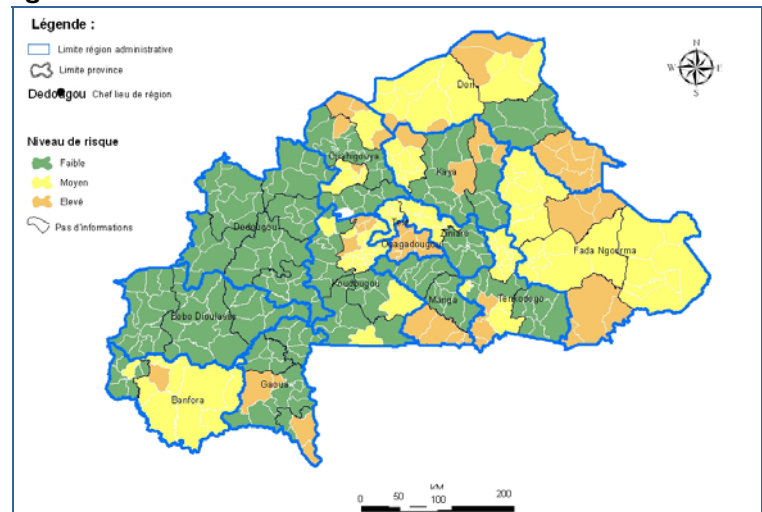 Légende :
Limite région administrative
Limite province
Dedougou Chef lieu de région
Niveau de risque
Faible
Moyen
Elevé
Pas d'informations
N
W
E
S
Dori
Ouahigouya
Kaya
Dedougou
Ziniaré
Ouagadougou
Fada Ngourma
Koudougou
Manga
Tenkodogo
Bobo Dioulasso
Gaoua
Banfora
KM
0 50 100 200